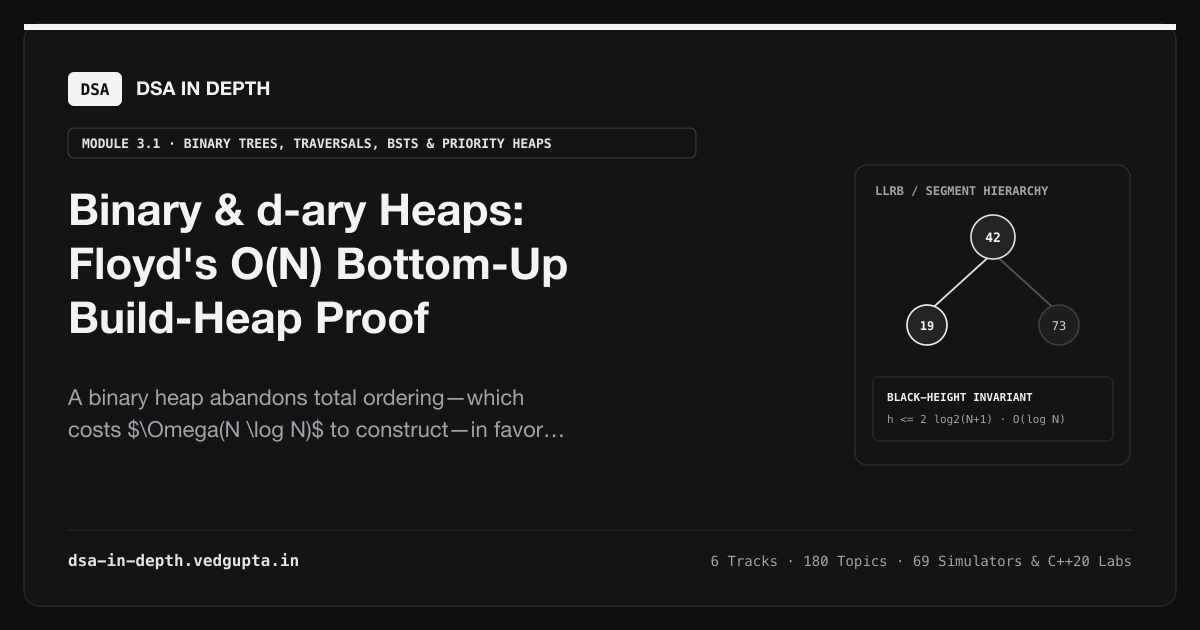 DSA
DSA IN DEPTH
MODULE 3.1 · BINARY TREES, TRAVERSALS, BSTS & PRIORITY HEAPS
Binary & d-ary Heaps:
Floyd's O(N) Bottom-Up
Build-Heap Proof
A binary heap abandons total ordering—which
costs $\Omega(N \log N)$ to construct—in favor…
LLRB / SEGMENT HIERARCHY
42
19
73
BLACK-HEIGHT INVARIANT
h <= 2 log2(N+1) · O(log N)
dsa-in-depth.vedgupta.in
6 Tracks · 180 Topics · 69 Simulators & C++20 Labs